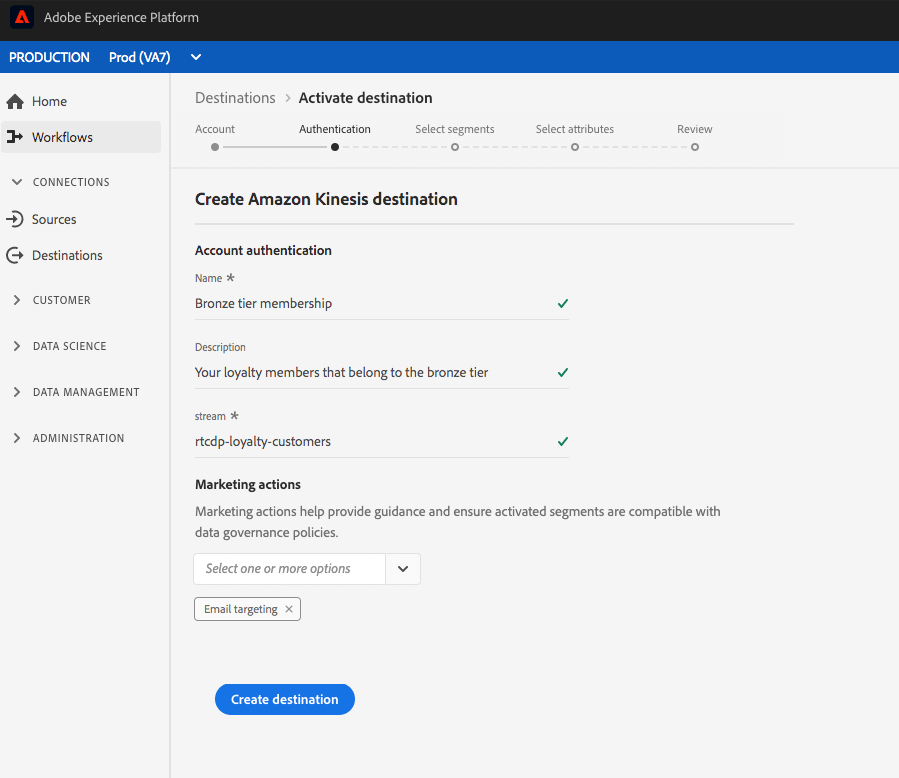 Adobe Experience Platform
PRODUCTION Prod (VA7)
Home
Workflows
CONNECTIONS
Sources
Destinations
CUSTOMER
DATA SCIENCE
DATA MANAGEMENT
ADMINISTRATION
Destinations > Activate destination
Account Authentication Select segments Select attributes Review
Create Amazon Kinesis destination
Account authentication
Name *
Bronze tier membership
Description
Your loyalty members that belong to the bronze tier
stream *
rtcdp-loyalty-customers
Marketing actions
Marketing actions help provide guidance and ensure activated segments are compatible with
data governance policies.
Select one or more options
Email targeting ×
Create destination